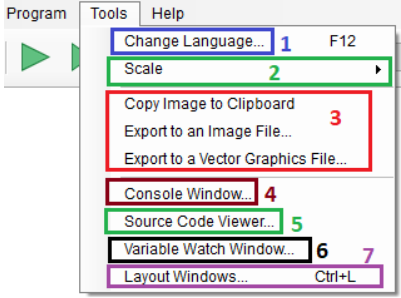 Program Tools Help
Change Language... 1 F12
Scale 2
Copy Image to Clipboard
Export to an Image File... 3
Export to a Vector Graphics File...
Console Window... 4
Source Code Viewer... 5
Variable Watch Window... 6 7
Layout Windows... Ctrl+L